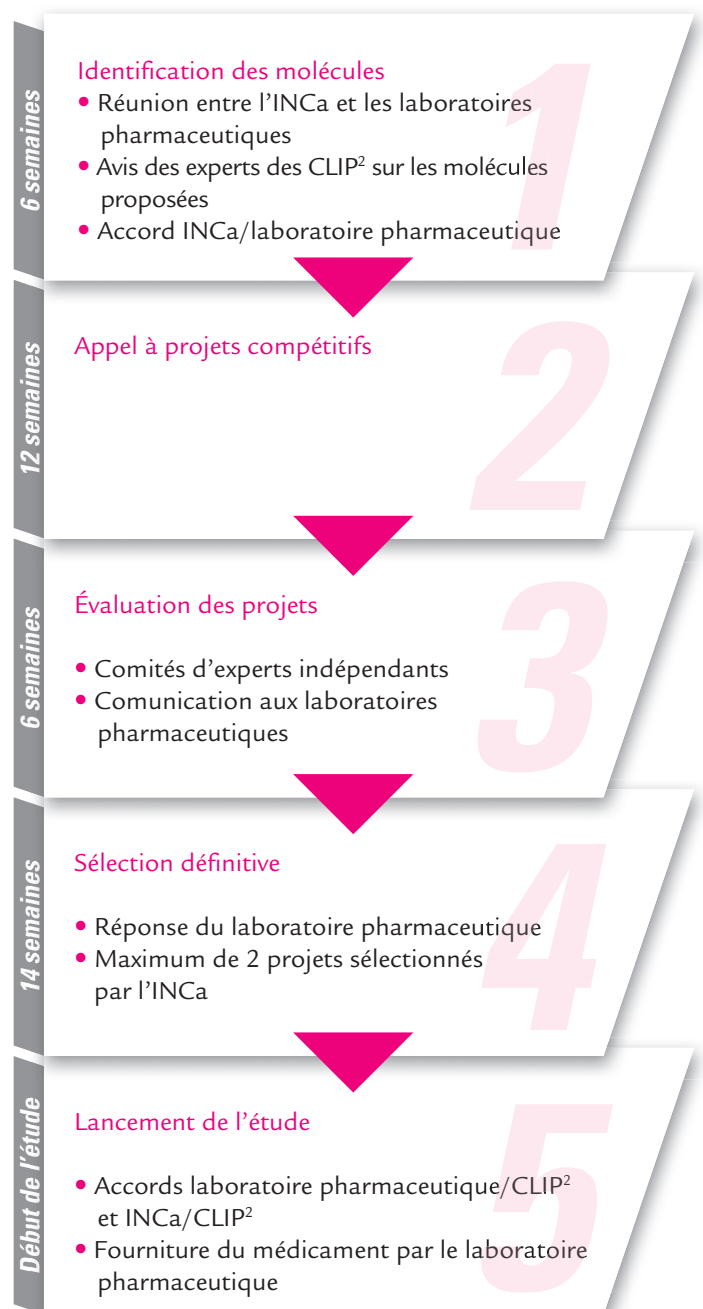 6 semaines
1
Identification des molécules
• Réunion entre l’INCa et les laboratoires
pharmaceutiques
• Avis des experts des CLIP² sur les molécules
proposées
• Accord INCa/laboratoire pharmaceutique
12 semaines
2
Appel à projets compétitifs
6 semaines
3
Évaluation des projets
• Comités d’experts indépendants
• Comunication aux laboratoires
pharmaceutiques
14 semaines
4
Sélection définitive
• Réponse du laboratoire pharmaceutique
• Maximum de 2 projets sélectionnés
par l’INCa
Début de l’étude
5
Lancement de l’étude
• Accords laboratoire pharmaceutique/CLIP²
et INCa/CLIP²
• Fourniture du médicament par le laboratoire
pharmaceutique